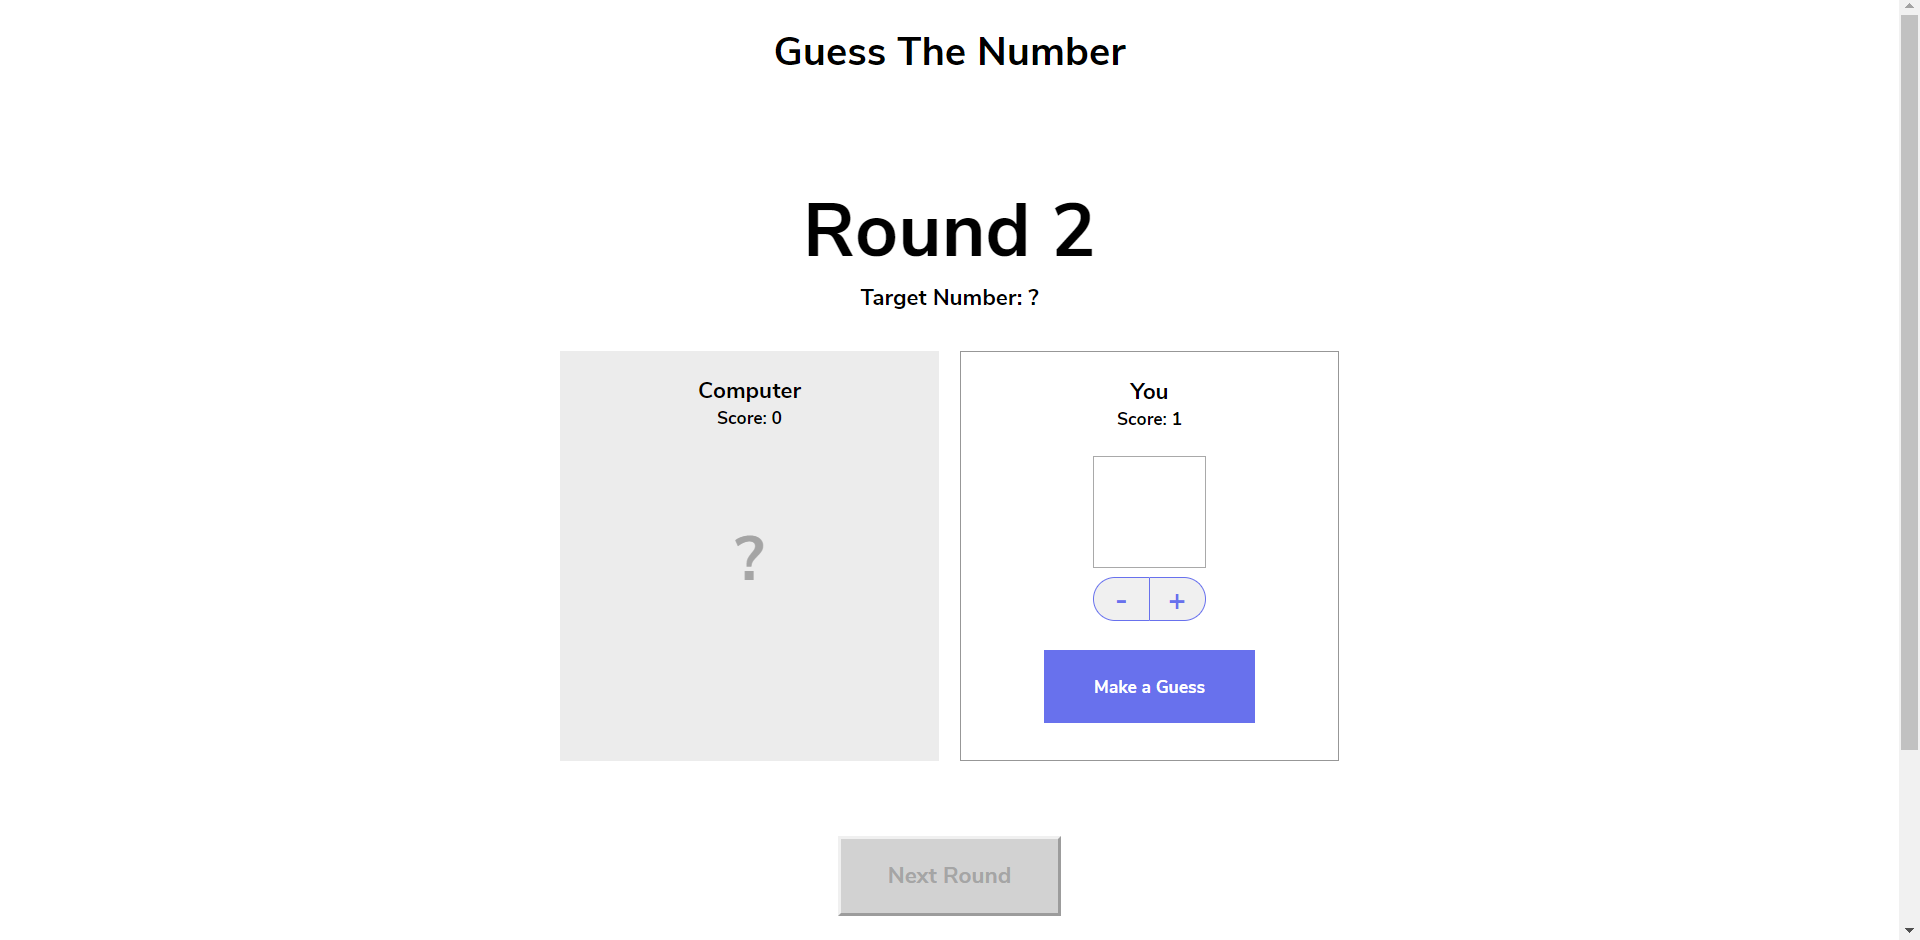 Guess The Number
Round 2
Target Number: ?
Computer
Score: 0
?
You
Score: 1
- +
Make a Guess
Next Round